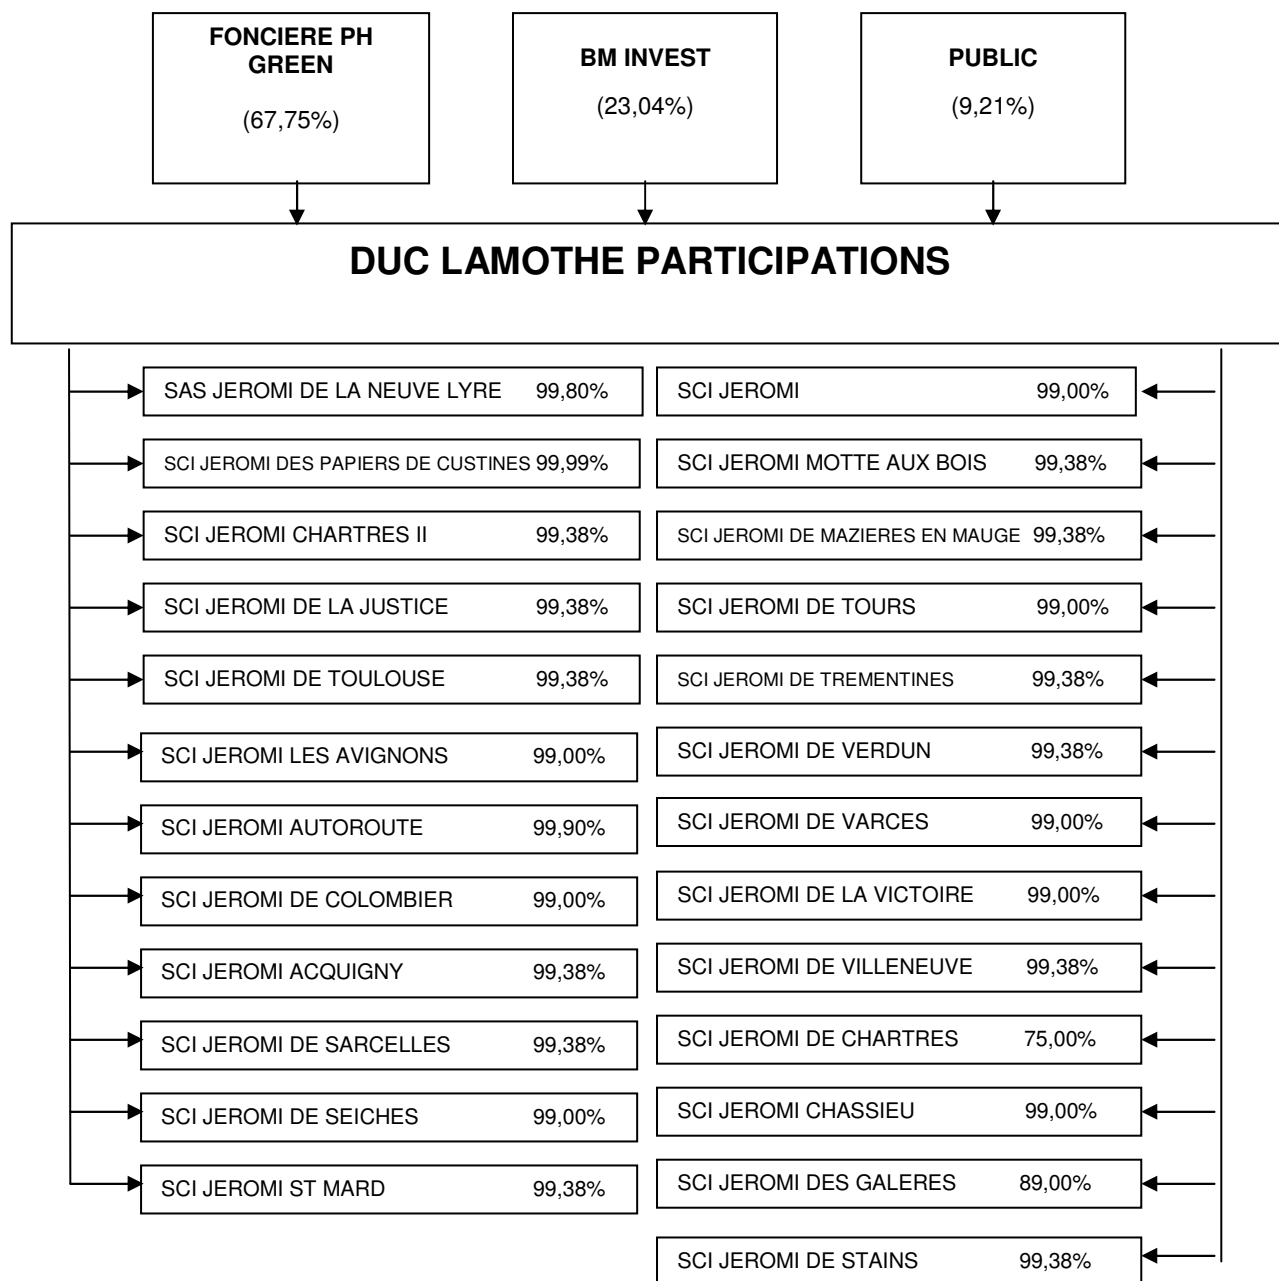 FONCIERE PH
GREEN
(67,75%)
BM INVEST
(23,04%)
PUBLIC
(9,21%)
DUC LAMOTHE PARTICIPATIONS
SAS JEROMI DE LA NEUVE LYRE 99,80%
SCI JEROMI DES PAPIERS DE CUSTINES 99,99%
SCI JEROMI CHARTRES II 99,38%
SCI JEROMI DE LA JUSTICE 99,38%
SCI JEROMI DE TOULOUSE 99,38%
SCI JEROMI LES AVIGNONS 99,00%
SCI JEROMI AUTOROUTE 99,90%
SCI JEROMI DE COLOMBIER 99,00%
SCI JEROMI ACQUIGNY 99,38%
SCI JEROMI DE SARCELLES 99,38%
SCI JEROMI DE SEICHES 99,00%
SCI JEROMI ST MARD 99,38%
SCI JEROMI 99,00%
SCI JEROMI MOTTE AUX BOIS 99,38%
SCI JEROMI DE MAZIERES EN MAUGE 99,38%
SCI JEROMI DE TOURS 99,00%
SCI JEROMI DE TREMENTINES 99,38%
SCI JEROMI DE VERDUN 99,38%
SCI JEROMI DE VARCES 99,00%
SCI JEROMI DE LA VICTOIRE 99,00%
SCI JEROMI DE VILLENEUVE 99,38%
SCI JEROMI DE CHARTRES 75,00%
SCI JEROMI CHASSIEU 99,00%
SCI JEROMI DES GALERES 89,00%
SCI JEROMI DE STAINS 99,38%